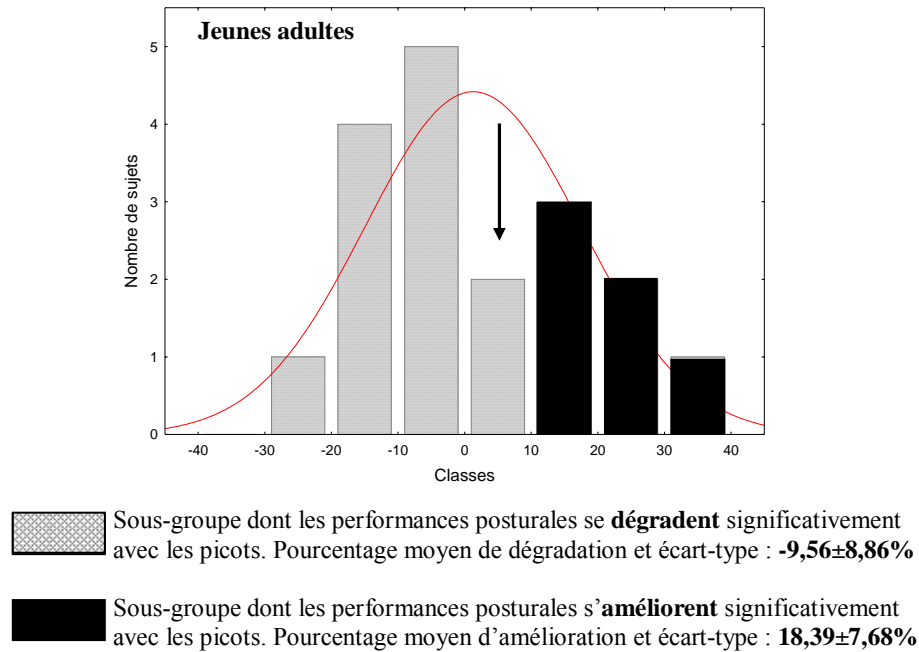 Jeunes adultes
5
4
3
2
1
0
Nombre de sujets
-40 -30 -20 -10 0 10 20 30 40
Classes
Sous-groupe dont les performances posturales se dégradent significativement
avec les picots. Pourcentage moyen de dégradation et écart-type : -9,56±8,86%
Sous-groupe dont les performances posturales s’améliorent significativement
avec les picots. Pourcentage moyen d’amélioration et écart-type : 18,39±7,68%